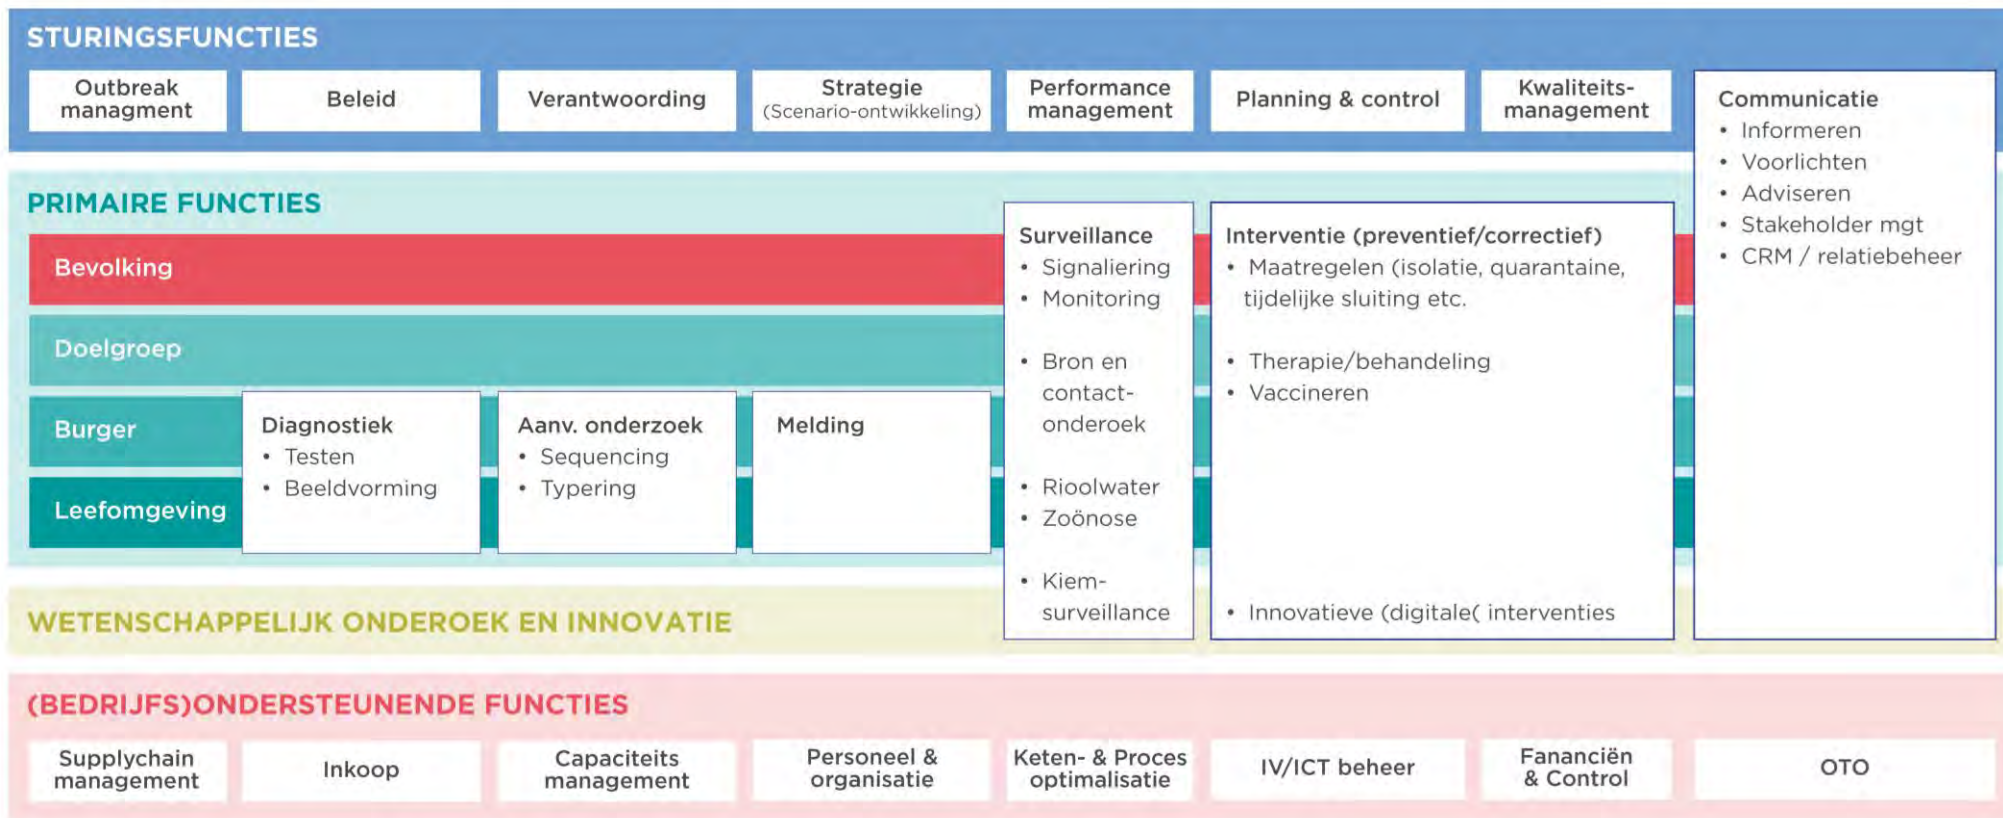 STURINGSFUNCTIES
Outbreak
managment
Beleid
Verantwoording
Strategie
(Scenario-ontwikkeling)
Performance
management
Planning & control
Kwaliteits-
management
Communicatie
• Informeren
• Voorlichten
• Adviseren
• Stakeholder mgt
• CRM / relatiebeheer
PRIMAIRE FUNCTIES
Bevolking
Doelgroep
Burger
Leefomgeving
Diagnostiek
• Testen
• Beeldvorming
Aanv. onderzoek
• Sequencing
• Typering
Melding
Surveillance
• Signaliering
• Monitoring
• Bron en
contact-
onderoek
• Rioolwater
• Zoönose
• Kiem-
surveillance
Interventie (preventief/correctief)
• Maatregelen (isolatie, quarantaine,
tijdelijke sluiting etc.
• Therapie/behandeling
• Vaccineren
• Innovatieve (digitale( interventies
WETENSCHAPPELIJK ONDEROEK EN INNOVATIE
(BEDRIJFS)ONDERSTEUNENDE FUNCTIES
Supplychain
management
Inkoop
Capaciteits
management
Personeel &
organisatie
Keten- & Proces
optimalisatie
IV/ICT beheer
Fananciën
& Control
OTO